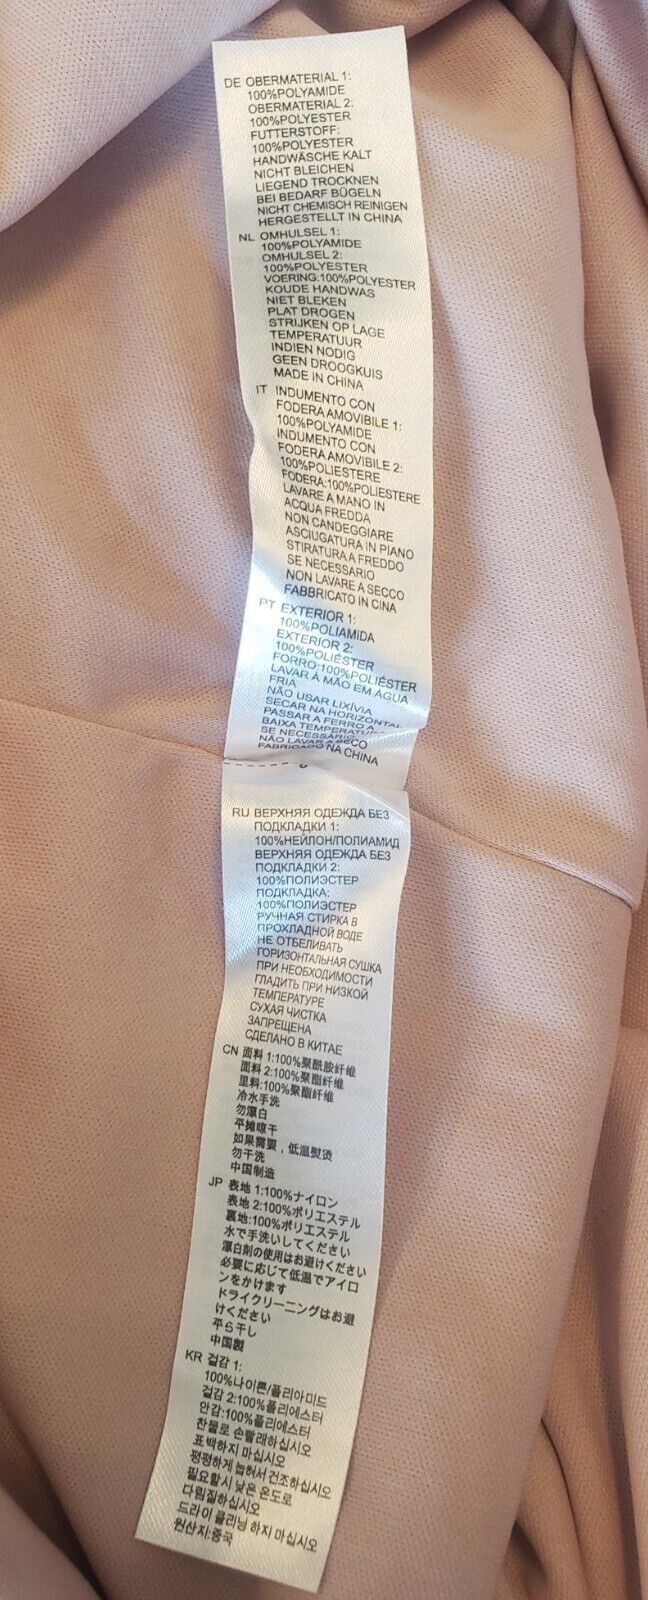 DE OBERMATERIAL 1:
100%POLYAMIDE
OBERMATERIAL 2:
100%POLYESTER
FUTTERSTOFF:
100%POLYESTER
HANDWÄSCHE KALT
NICHT BLEICHEN
LIEGEND TROCKNEN
BEI BEDARF BÜGELN
NICHT CHEMISCH REINIGEN
HERGESTELLT IN CHINA
NL OMHULSEL 1:
100%POLYAMIDE
OMHULSEL 2:
100%POLYESTER
VOERING:100%POLYESTER
KOUDE HANDWAS
NIET BLEKEN
PLAT DROGEN
STRIJKEN OP LAGE
TEMPERATUUR
INDIEN NODIG
GEEN DROOGKUIS
MADE IN CHINA
IT INDUMENTO CON
FODERA AMOVIBILE 1:
100%POLYAMIDE
INDUMENTO CON
FODERA AMOVIBILE 2:
100%POLIESTERE
FODERA:100%POLIESTERE
LAVARE A MANO IN
ACQUA FREDDA
NON CANDEGGIARE
ASCIUGATURA IN PIANO
STIRATURA A FREDDO
SE NECESSARIO
NON LAVARE A SECCO
FABBRICATO IN CINA
PT EXTERIOR 1:
100%POLIAMIDA
EXTERIOR 2:
100%POLIÉSTER
FORRO:100%POLIÉSTER
LAVAR À MÃO EM ÁGUA
FRIA
NÃO USAR LIXÍVIA
SECAR NA HORIZONTAL
PASSAR A FERRO A
BAIXA TEMPERATURA
SE NECESSÁRIO
NÃO LAVAR A SECO
FABRICADO NA CHINA
RU ВЕРХНЯЯ ОДЕЖДА БЕЗ
ПОДКЛАДКИ 1:
100%НЕЙЛОН/ПОЛИАМИД
ВЕРХНЯЯ ОДЕЖДА БЕЗ
ПОДКЛАДКИ 2:
100%ПОЛИЭСТЕР
ПОДКЛАДКА:
100%ПОЛИЭСТЕР
РУЧНАЯ СТИРКА В
ПРОХЛАДНОЙ ВОДЕ
НЕ ОТБЕЛИВАТЬ
ГОРИЗОНТАЛЬНАЯ СУШКА
ПРИ НЕОБХОДИМОСТИ
ГЛАДИТЬ ПРИ НИЗКОЙ
ТЕМПЕРАТУРЕ
СУХАЯ ЧИСТКА
ЗАПРЕЩЕНА
СДЕЛАНО В КИТАЕ
CN 面料 1:100%聚酰胺纤维
面料 2:100%聚酯纤维
里料:100%聚酯纤维
冷水手洗
勿漂白
平摊晾干
如果需要，低温熨烫
勿干洗
中国制造
JP 表地 1:100%ナイロン
表地 2:100%ポリエステル
裏地:100%ポリエステル
水で手洗いしてください
漂白剤の使用はお避けください
必要に応じて低温でアイロ
ンをかけます
ドライクリーニングはお避
けください
平ら干し
中国製
KR 겉감 1:
100%나이론/폴리아미드
겉감 2:100%폴리에스터
안감:100%폴리에스터
찬물로 손빨래하십시오
표백하지 마십시오
평평하게 눕혀서 건조하십시오
필요할시 낮은 온도로
다림질하십시오
드라이 클리닝 하지 마십시오
원산지:중국